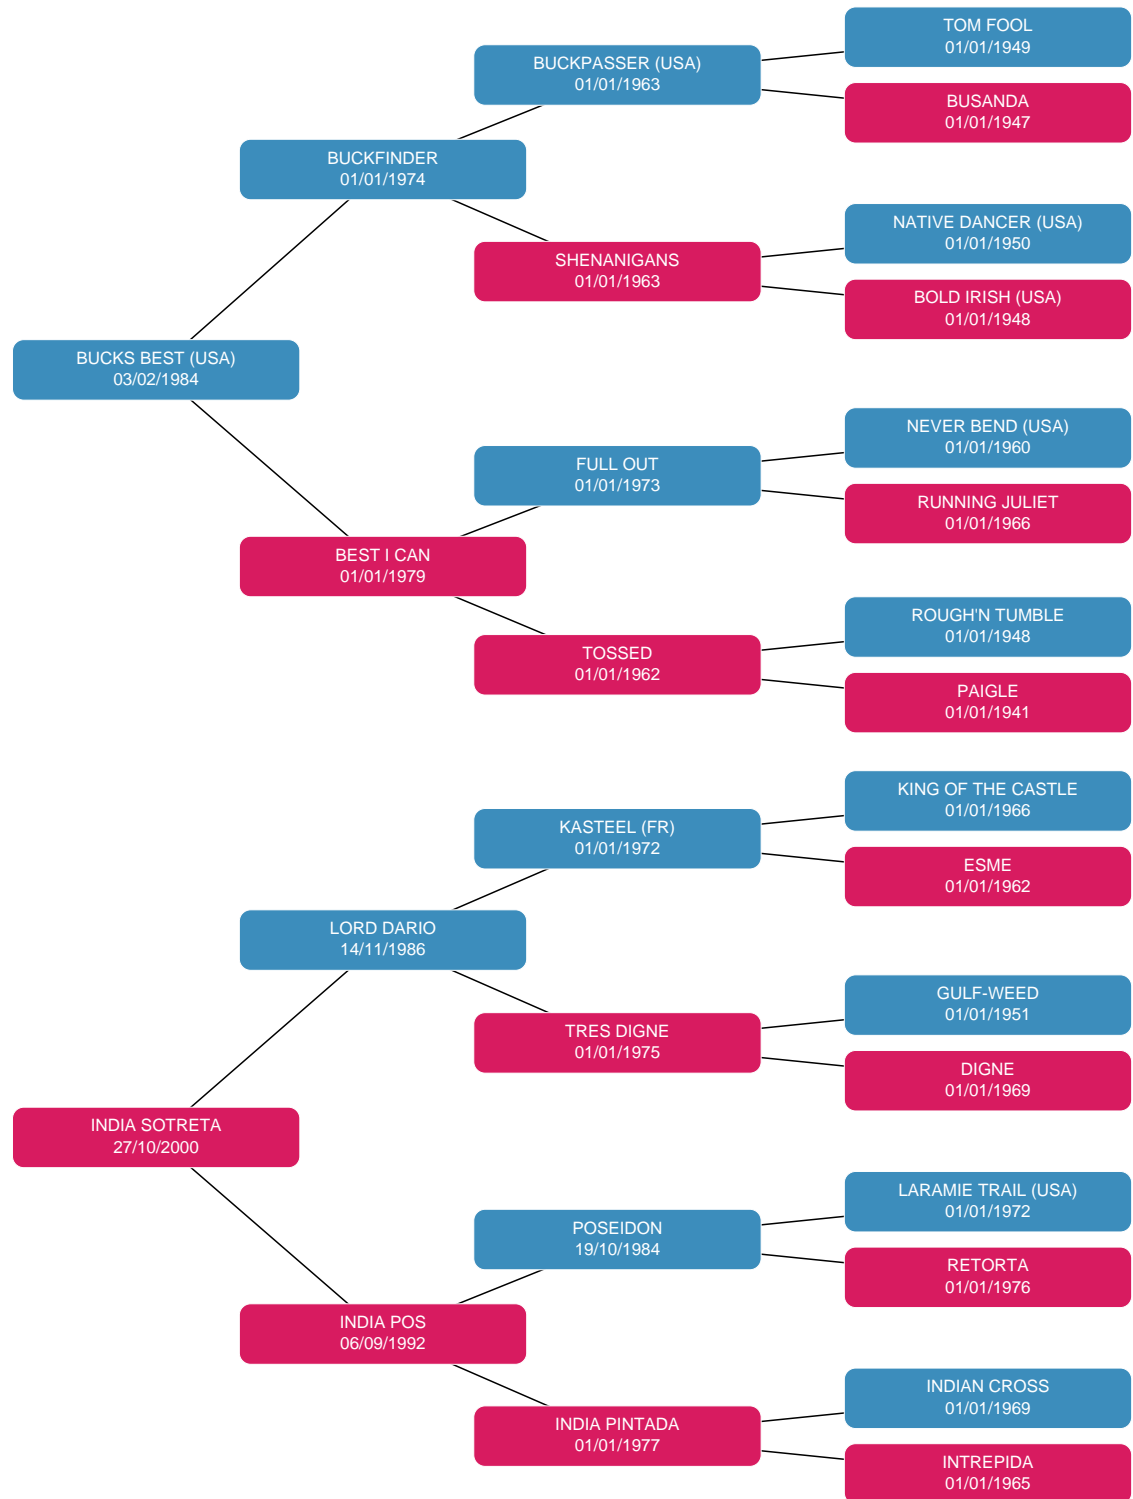 TOM FOOL
01/01/1949
BUCKPASSER (USA)
01/01/1963
BUSANDA
01/01/1947
BUCKFINDER
01/01/1974
NATIVE DANCER (USA)
01/01/1950
SHENANIGANS
01/01/1963
BOLD IRISH (USA)
01/01/1948
BUCKS BEST (USA)
03/02/1984
NEVER BEND (USA)
01/01/1960
FULL OUT
01/01/1973
RUNNING JULIET
01/01/1966
BEST I CAN
01/01/1979
ROUGH'N TUMBLE
01/01/1948
TOSSED
01/01/1962
PAIGLE
01/01/1941
KING OF THE CASTLE
01/01/1966
KASTEEL (FR)
01/01/1972
ESME
01/01/1962
LORD DARIO
14/11/1986
GULF-WEED
01/01/1951
TRES DIGNE
01/01/1975
DIGNE
01/01/1969
INDIA SOTRETA
27/10/2000
LARAMIE TRAIL (USA)
01/01/1972
POSEIDON
19/10/1984
RETORTA
01/01/1976
INDIA POS
06/09/1992
INDIAN CROSS
01/01/1969
INDIA PINTADA
01/01/1977
INTREPIDA
01/01/1965